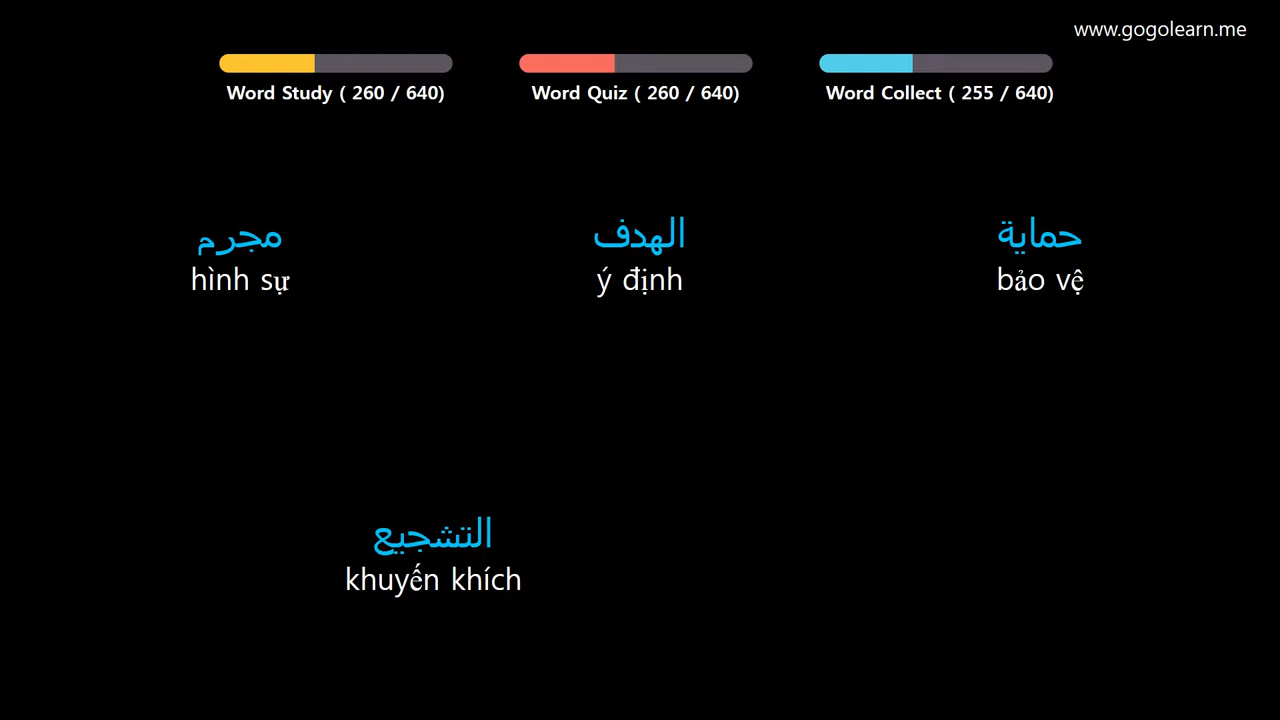 www.gogolearn.me
Word Study ( 260 / 640)
Word Quiz ( 260 / 640)
Word Collect ( 255 / 640)
مجرم
hình sự
الهدف
ý định
حماية
bảo vệ
التشجيع
khuyến khích